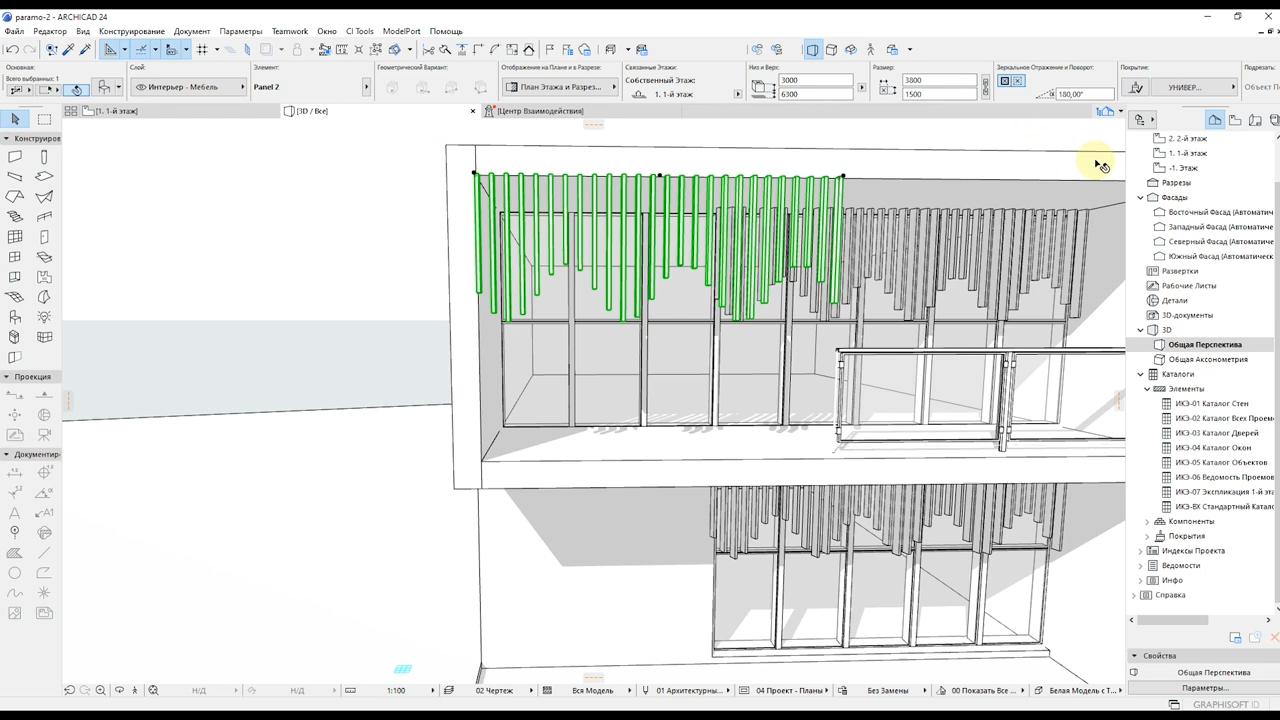 paramo-2 - ARCHICAD 24
Файл Редактор Вид Конструирование Документ Параметры Teamwork Окно CI Tools ModelPort Помощь
Основная: Слой: Элемент: Геометрический Вариант: Отображение на Плане и в Разрезе: Связанные Этажи: Низ и Верх: Размер: Зеркальное Отражение и Поворот: Покрытие: Подрезать:
Всего выбранных: 1
Интерьер - Мебель
Panel 2
План Этажа и Разрез...
Собственный Этаж:
1. 1-й этаж
3000
6300
3800
1500
180,00°
УНИВЕР...
Объект П
[1. 1-й этаж]
[3D / Все]
[Центр Взаимодействия]
Конструиров
Проекция
Документир
2. 2-й этаж
1. 1-й этаж
-1. Этаж
Разрезы
Фасады
Восточный Фасад (Автоматиче
Западный Фасад (Автоматиче
Северный Фасад (Автоматиче
Южный Фасад (Автоматическ
Развертки
Рабочие Листы
Детали
3D-документы
3D
Общая Перспектива
Общая Аксонометрия
Каталоги
Элементы
ИКЭ-01 Каталог Стен
ИКЭ-02 Каталог Всех Проем
ИКЭ-03 Каталог Дверей
ИКЭ-04 Каталог Окон
ИКЭ-05 Каталог Объектов
ИКЭ-06 Ведомость Проемов
ИКЭ-07 Экспликация 1-й эта
ИКЭ-ВХ Стандартный Катало
Компоненты
Покрытия
Индексы Проекта
Ведомости
Инфо
Справка
Свойства
Общая Перспектива
Параметры...
Н/Д
Н/Д
1:100
02 Чертеж
Вся Модель
01 Архитектурны...
04 Проект - Планы
Без Замены
00 Показать Все ...
Белая Модель с Т...
GRAPHISOFT ID